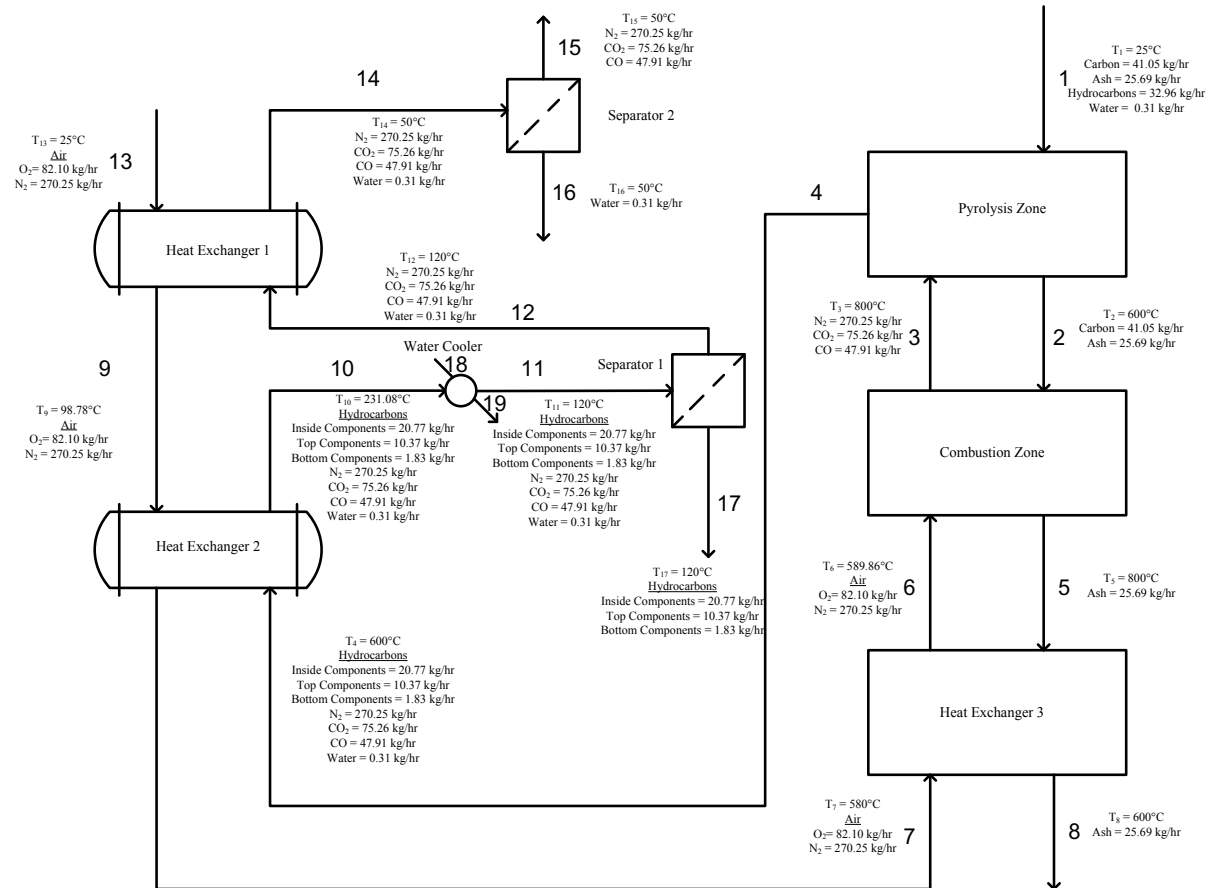 T₁₅ = 50°C
N₂ = 270.25 kg/hr
CO₂ = 75.26 kg/hr
CO = 47.91 kg/hr
15
14
T₁₄ = 50°C
N₂ = 270.25 kg/hr
CO₂ = 75.26 kg/hr
CO = 47.91 kg/hr
Water = 0.31 kg/hr
Separator 2
T₁₃ = 25°C
Air
O₂= 82.10 kg/hr
N₂ = 270.25 kg/hr
13
16
T₁₆ = 50°C
Water = 0.31 kg/hr
Heat Exchanger 1
T₁₂ = 120°C
N₂ = 270.25 kg/hr
CO₂ = 75.26 kg/hr
CO = 47.91 kg/hr
Water = 0.31 kg/hr
12
9
T₉ = 98.78°C
Air
O₂= 82.10 kg/hr
N₂ = 270.25 kg/hr
Water Cooler
18
10
11
19
Separator 1
T₁₀ = 231.08°C
Hydrocarbons
Inside Components = 20.77 kg/hr
Top Components = 10.37 kg/hr
Bottom Components = 1.83 kg/hr
N₂ = 270.25 kg/hr
CO₂ = 75.26 kg/hr
CO = 47.91 kg/hr
Water = 0.31 kg/hr
T₁₁ = 120°C
Hydrocarbons
Inside Components = 20.77 kg/hr
Top Components = 10.37 kg/hr
Bottom Components = 1.83 kg/hr
N₂ = 270.25 kg/hr
CO₂ = 75.26 kg/hr
CO = 47.91 kg/hr
Water = 0.31 kg/hr
17
T₁₇ = 120°C
Hydrocarbons
Inside Components = 20.77 kg/hr
Top Components = 10.37 kg/hr
Bottom Components = 1.83 kg/hr
Heat Exchanger 2
T₄ = 600°C
Hydrocarbons
Inside Components = 20.77 kg/hr
Top Components = 10.37 kg/hr
Bottom Components = 1.83 kg/hr
N₂ = 270.25 kg/hr
CO₂ = 75.26 kg/hr
CO = 47.91 kg/hr
Water = 0.31 kg/hr
1
T₁ = 25°C
Carbon = 41.05 kg/hr
Ash = 25.69 kg/hr
Hydrocarbons = 32.96 kg/hr
Water =  0.31 kg/hr
4
Pyrolysis Zone
T₃ = 800°C
N₂ = 270.25 kg/hr
CO₂ = 75.26 kg/hr
CO = 47.91 kg/hr
3
2
T₂ = 600°C
Carbon = 41.05 kg/hr
Ash = 25.69 kg/hr
Combustion Zone
T₆ = 589.86°C
Air
O₂= 82.10 kg/hr
N₂ = 270.25 kg/hr
6
5
T₅ = 800°C
Ash = 25.69 kg/hr
Heat Exchanger 3
T₇ = 580°C
Air
O₂= 82.10 kg/hr
N₂ = 270.25 kg/hr
7
8
T₈ = 600°C
Ash = 25.69 kg/hr